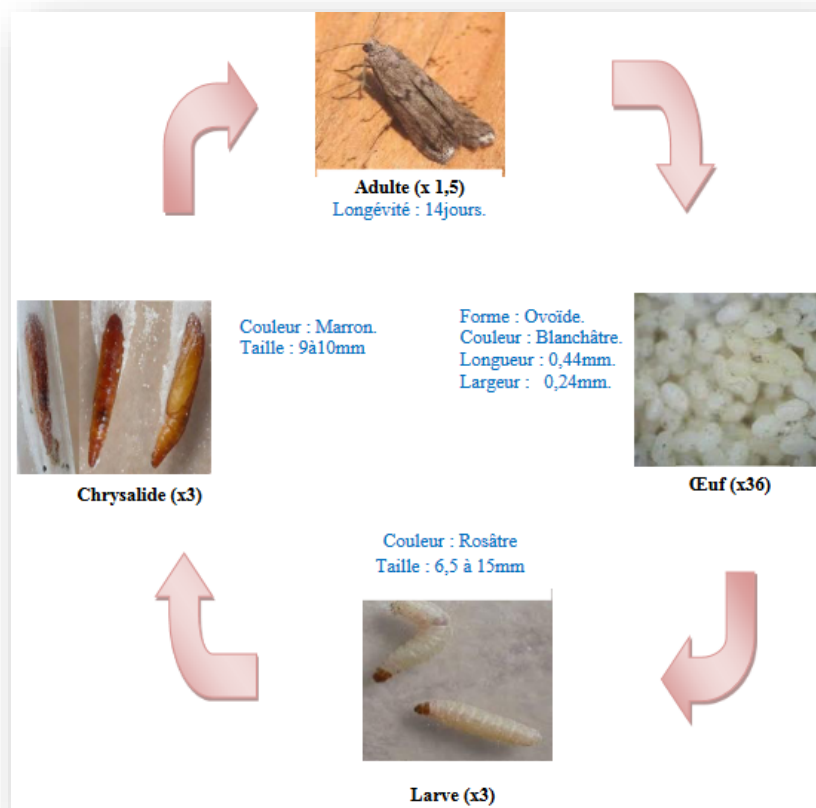 Adulte (x 1,5)
Longévité : 14jours.
Couleur : Marron.
Taille : 9à10mm
Forme : Ovoïde.
Couleur : Blanchâtre.
Longueur : 0,44mm.
Largeur : 0,24mm.
Chrysalide (x3)
Œuf (x36)
Couleur : Rosâtre
Taille : 6,5 à 15mm
Larve (x3)